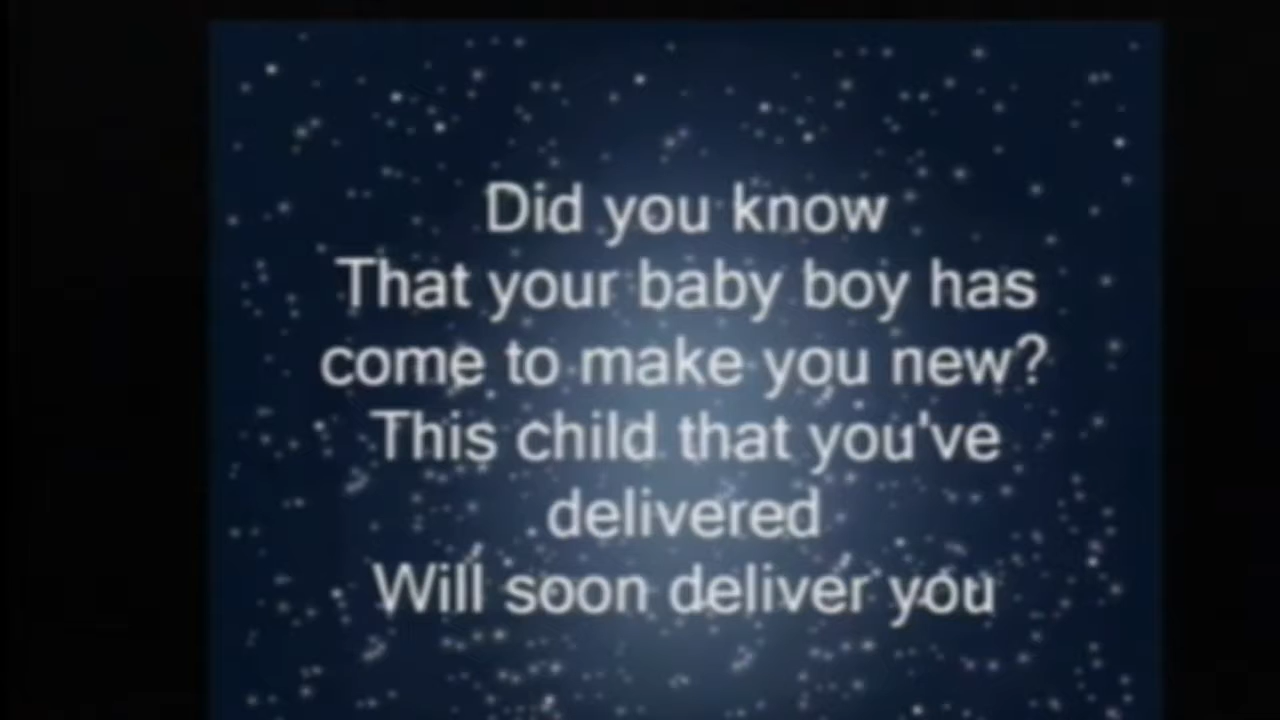 Did you know
That your baby boy has
come to make you new?
This child that you've
delivered
Will soon deliver you